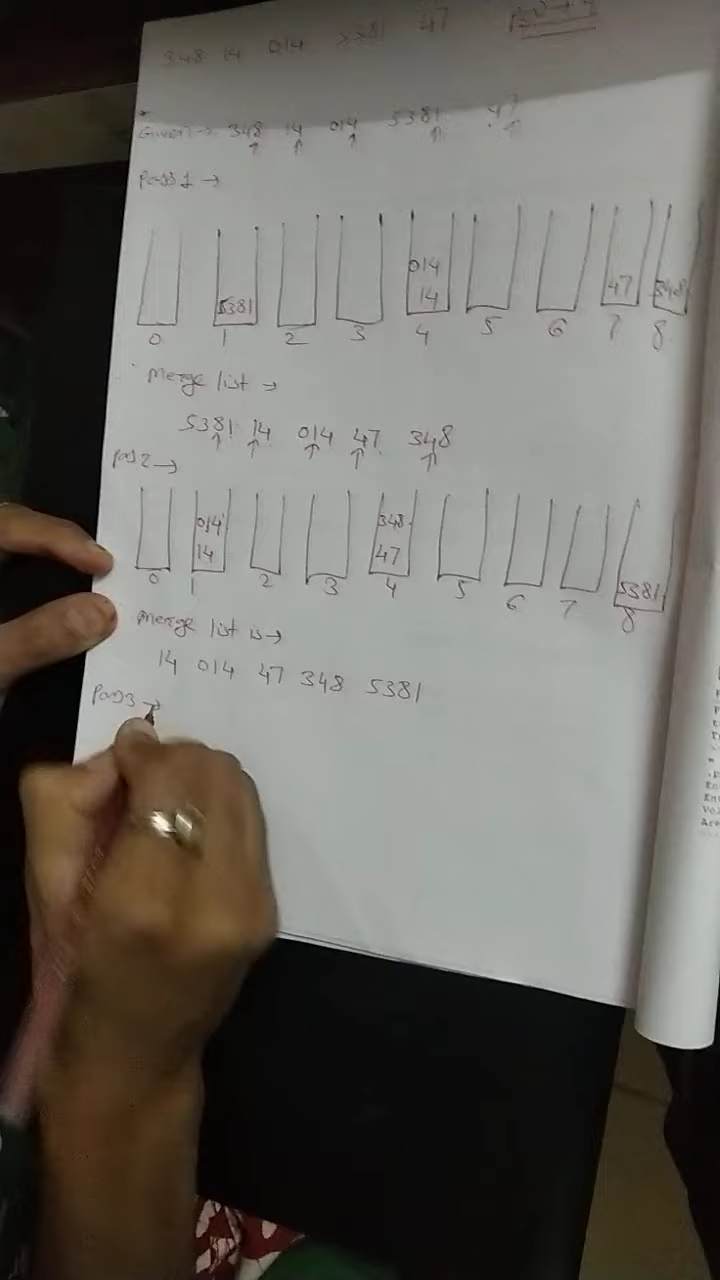 348 14 014 5381 47
Given → 348 14 014 5381 47
Pass 1 →
5381 014 14 47 348
0 1 2 3 4 5 6 7 8
Merge list →
5381 14 014 47 348
pass 2 →
014 14 348 47 5381
0 1 2 3 4 5 6 7 8
Merge list is →
14 014 47 348 5381
Pass 3 →